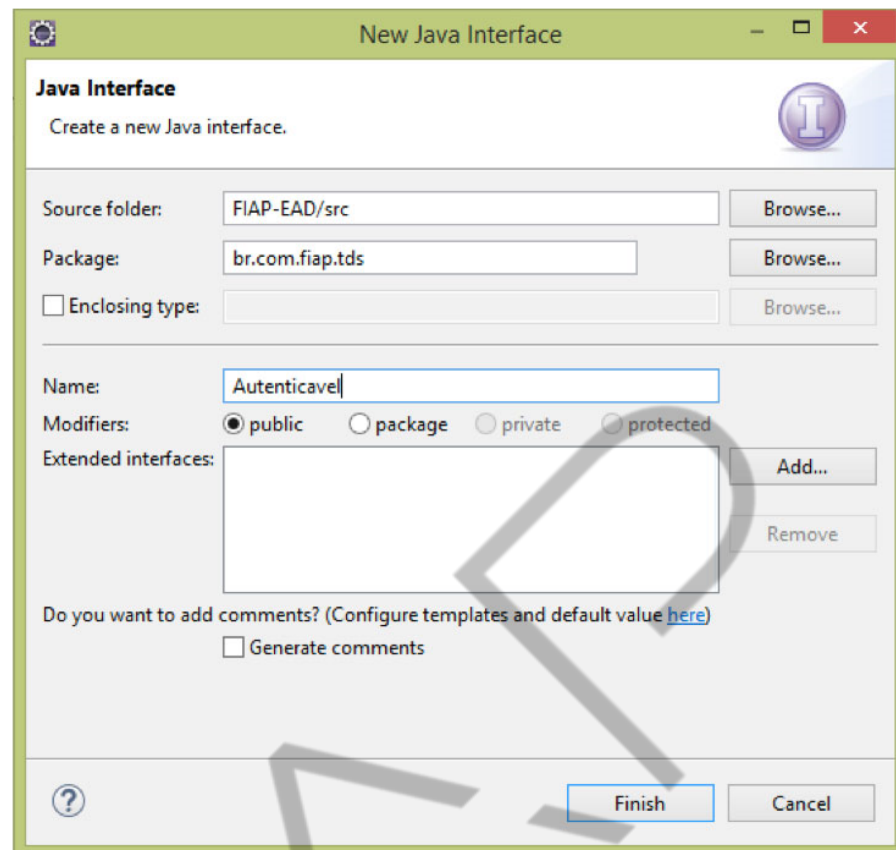 New Java Interface
Java Interface
Create a new Java interface.
Source folder: FIAP-EAD/src Browse...
Package: br.com.fiap.tds Browse...
Enclosing type: Browse...
Name: Autenticavel
Modifiers: public package private protected
Extended interfaces: Add...
Remove
Do you want to add comments? (Configure templates and default value here)
Generate comments
Finish Cancel